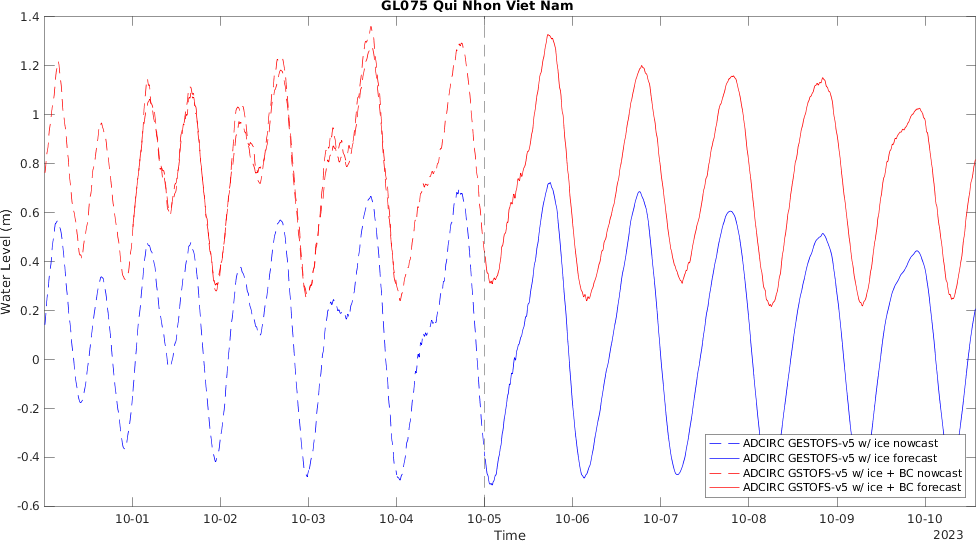 GL075 Qui Nhon Viet Nam
1.4
1.2
1
0.8
0.6
0.4
0.2
0
-0.2
-0.4
-0.6
Water Level (m)
ADCIRC GESTOFS-v5 w/ ice nowcast
ADCIRC GESTOFS-v5 w/ ice forecast
ADCIRC GSTOFS-v5 w/ ice + BC nowcast
ADCIRC GSTOFS-v5 w/ ice + BC forecast
10-01 10-02 10-03 10-04 10-05 10-06 10-07 10-08 10-09 10-10
Time
2023